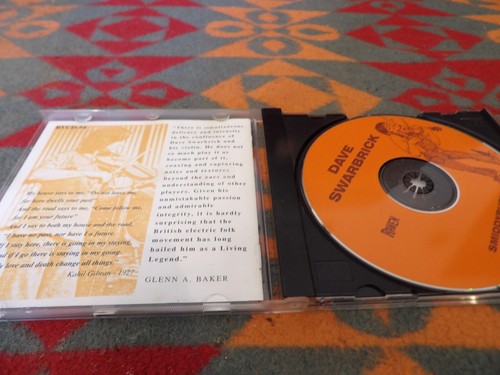 "There is simultaneous
delicacy and intensity
in the confluence of
Dave Swarbrick and
his violin. He does not
so much play it as
become part of it,
coaxing and capturing
notes and textures
beyond the ears and
understanding of other
players. Given his
unmistakable passion
and admirable
integrity, it is hardly
surprising that the
British electric folk
movement has long
hailed him as a Living
Legend."
GLENN A. BAKER
My house says to me, "Do not leave me,
for here dwells your past"
And the road says to me, "Come follow me,
for I am your future"
And I say to both my house and the road,
"I have no past, nor have I a future.
If I stay here, there is going in my staying,
and if I go there is staying in my going.
love and death change all things."
Kahil Gibran - 1922
DAVE
SWARBRICK